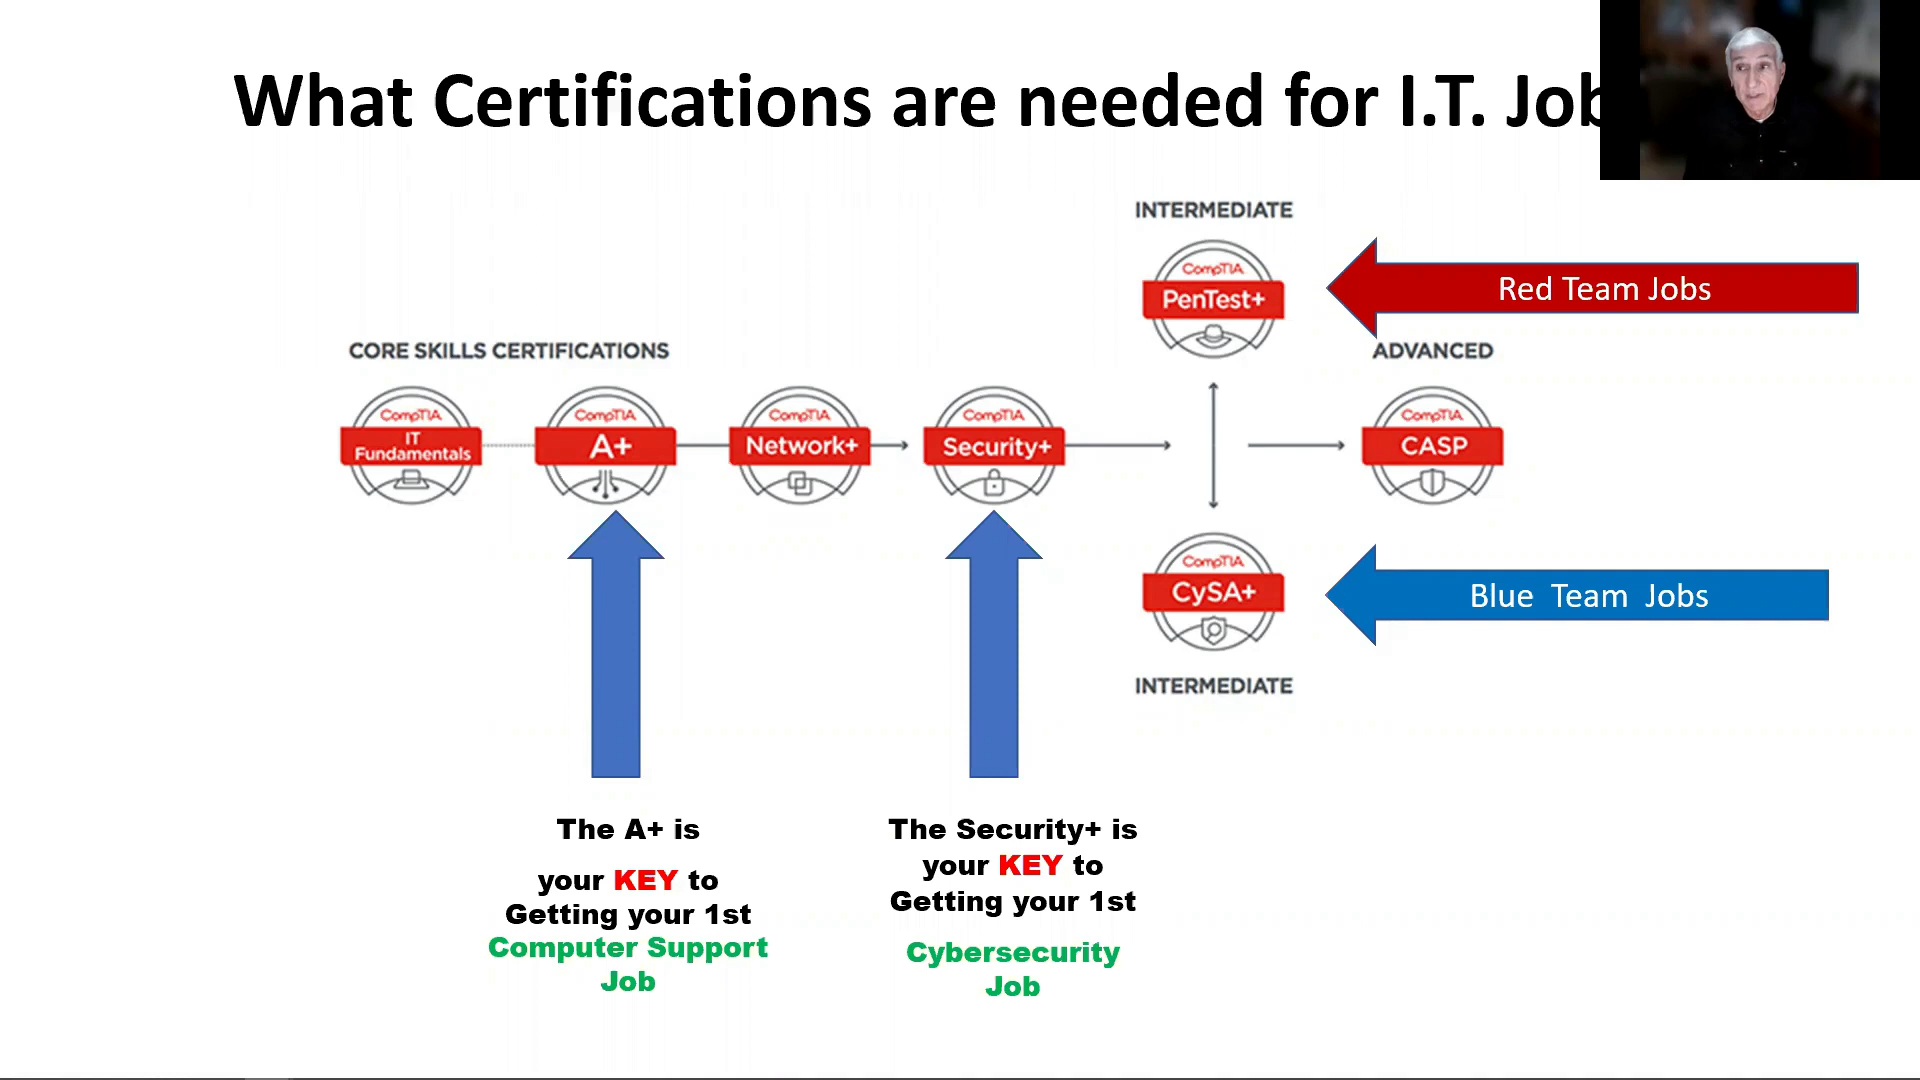 What Certifications are needed for I.T. Job
INTERMEDIATE
CompTIA
PenTest+
Red Team Jobs
CORE SKILLS CERTIFICATIONS
ADVANCED
CompTIA
IT
Fundamentals
CompTIA
A+
CompTIA
Network+
CompTIA
Security+
CompTIA
CASP
CompTIA
CySA+
Blue Team Jobs
INTERMEDIATE
The A+ is
your KEY to
Getting your 1st
Computer Support
Job
The Security+ is
your KEY to
Getting your 1st
Cybersecurity
Job